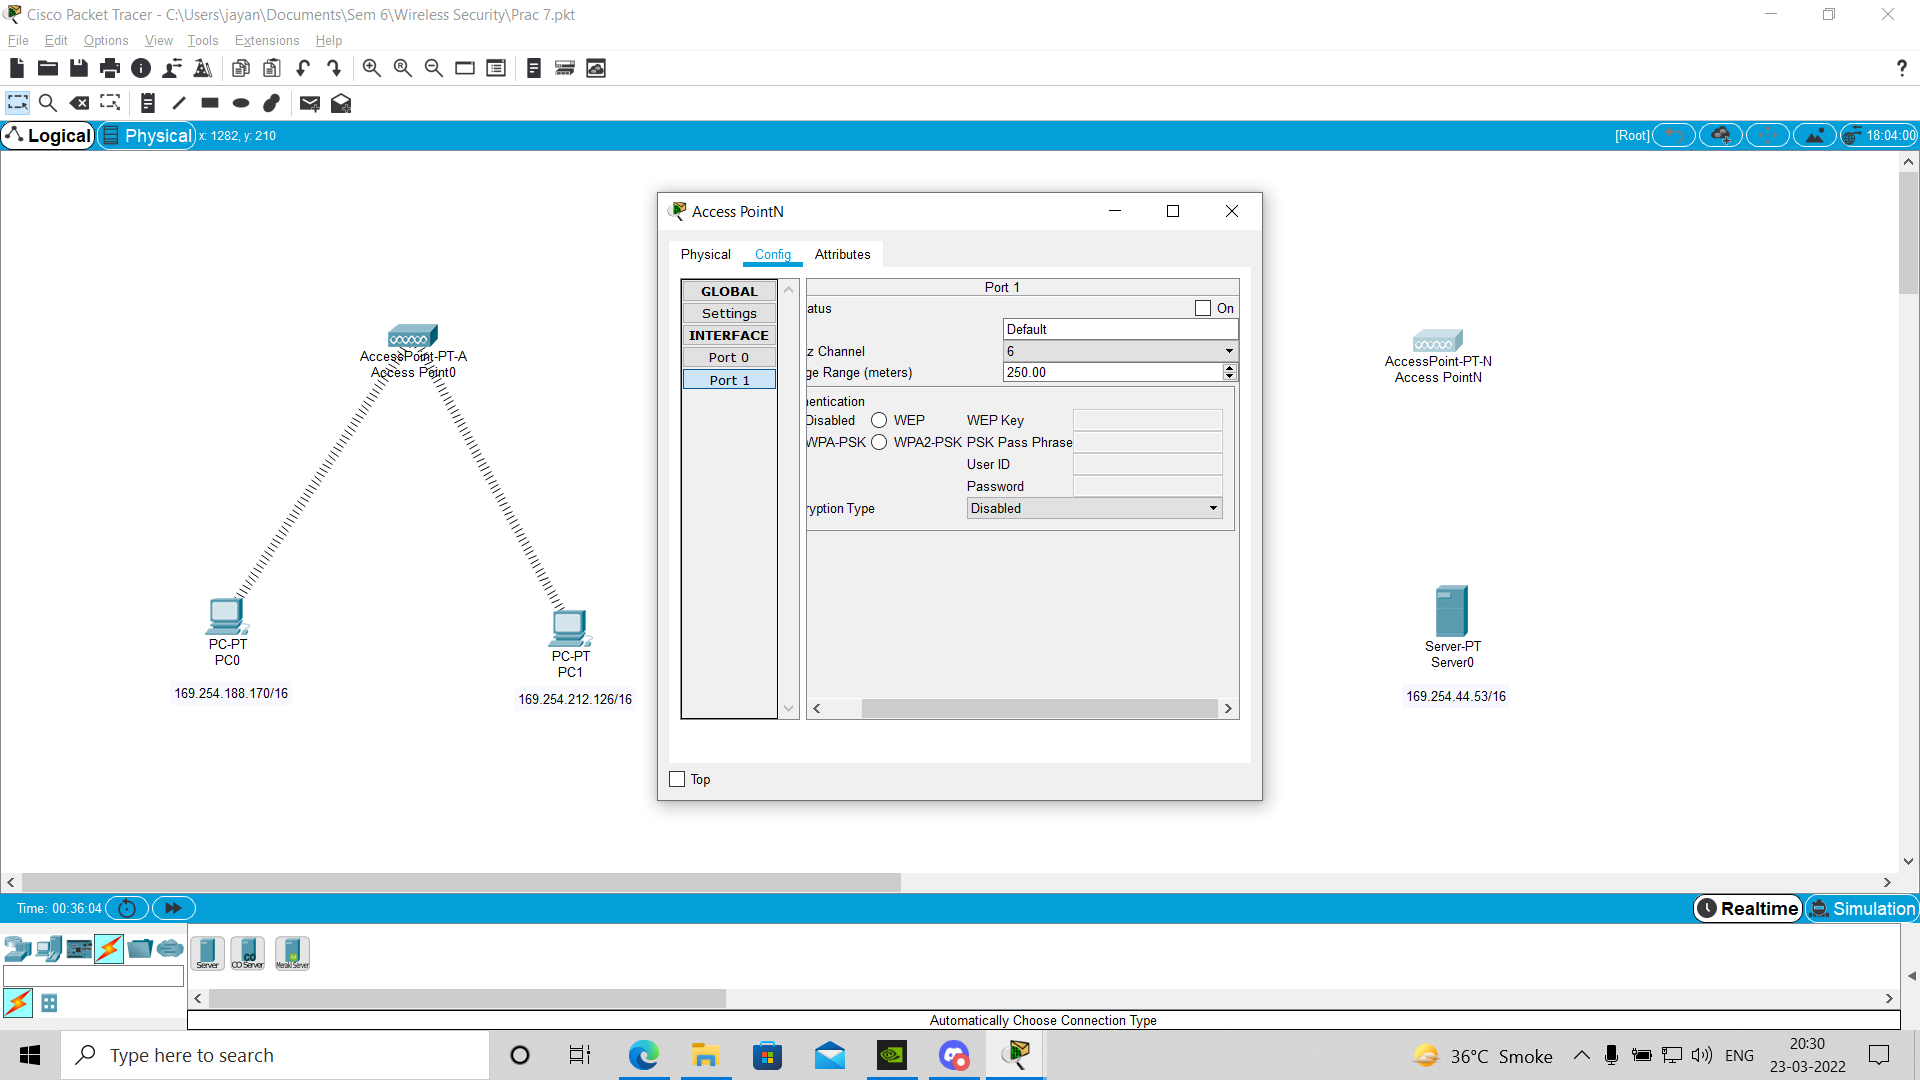 Cisco Packet Tracer - C:\Users\jayan\Documents\Sem 6\Wireless Security\Prac 7.pkt
File Edit Options View Tools Extensions Help
?
Logical Physical x: 1282, y: 210 [Root] 18:04:00
Access PointN
Physical Config Attributes
GLOBAL
Settings
INTERFACE
Port 0
Port 1
Port 1
atus On
Default
z Channel 6
ge Range (meters) 250.00
entication
Disabled WEP WEP Key
WPA-PSK WPA2-PSK PSK Pass Phrase
User ID
Password
ryption Type Disabled
Top
AccessPoint-PT-A
Access Point0
PC-PT
PC0
169.254.188.170/16
PC-PT
PC1
169.254.212.126/16
AccessPoint-PT-N
Access PointN
Server-PT
Server0
169.254.44.53/16
Time: 00:36:04 Realtime Simulation
Server CO Server Meraki Server
Automatically Choose Connection Type
Type here to search
36°C Smoke ENG
20:30
23-03-2022